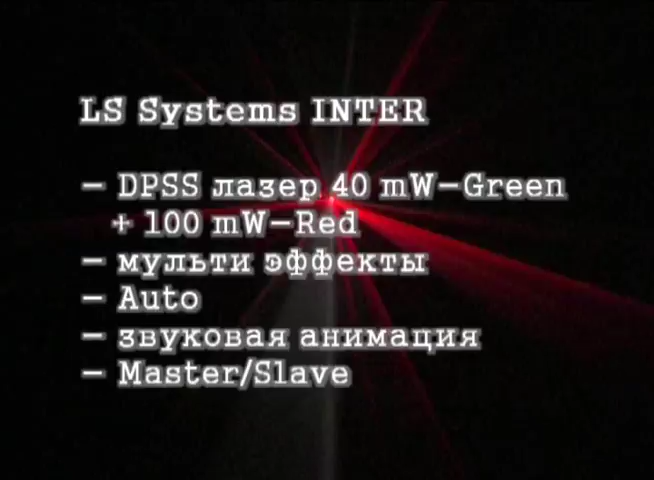 LS Systems INTER
- DPSS лазер 40 mW-Green
+ 100 mW-Red
- мульти эффекты
- Auto
- звуковая анимация
- Master/Slave